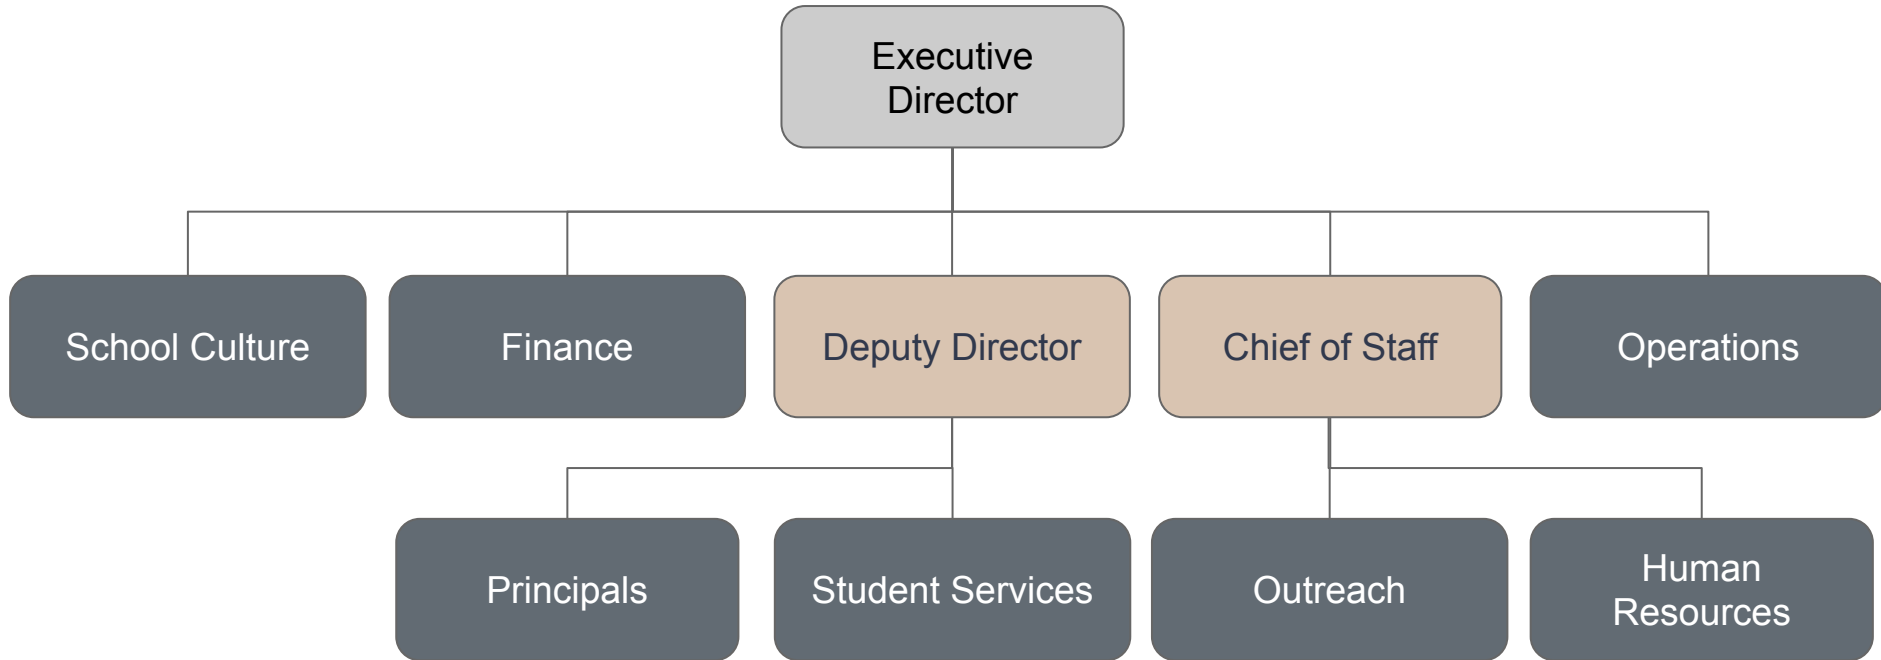 Executive
Director
School Culture
Finance
Deputy Director
Chief of Staff
Operations
Principals
Student Services
Outreach
Human
Resources